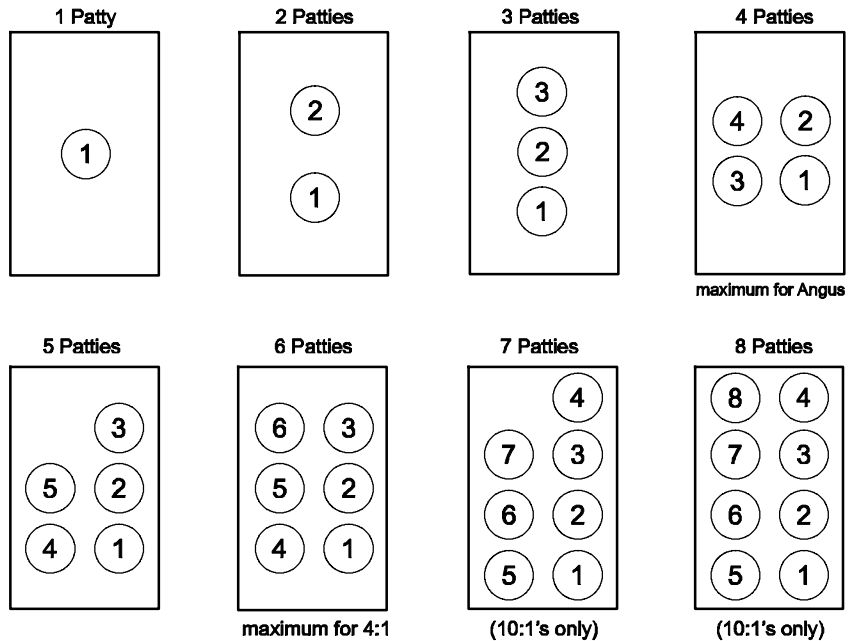 1 Patty
1
2 Patties
2
1
3 Patties
3
2
1
4 Patties
4 2
3 1
maximum for Angus
5 Patties
3
5 2
4 1
6 Patties
6 3
5 2
4 1
maximum for 4:1
7 Patties
4
7 3
6 2
5 1
(10:1's only)
8 Patties
8 4
7 3
6 2
5 1
(10:1's only)